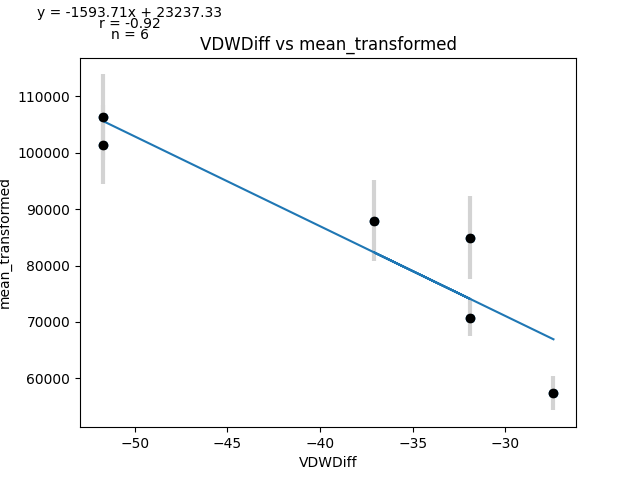 y = -1593.71x + 23237.33
r = -0.92
n = 6
VDWDiff vs mean_transformed
110000
100000
90000
80000
70000
60000
mean_transformed
−50
−45
−40
−35
−30
VDWDiff